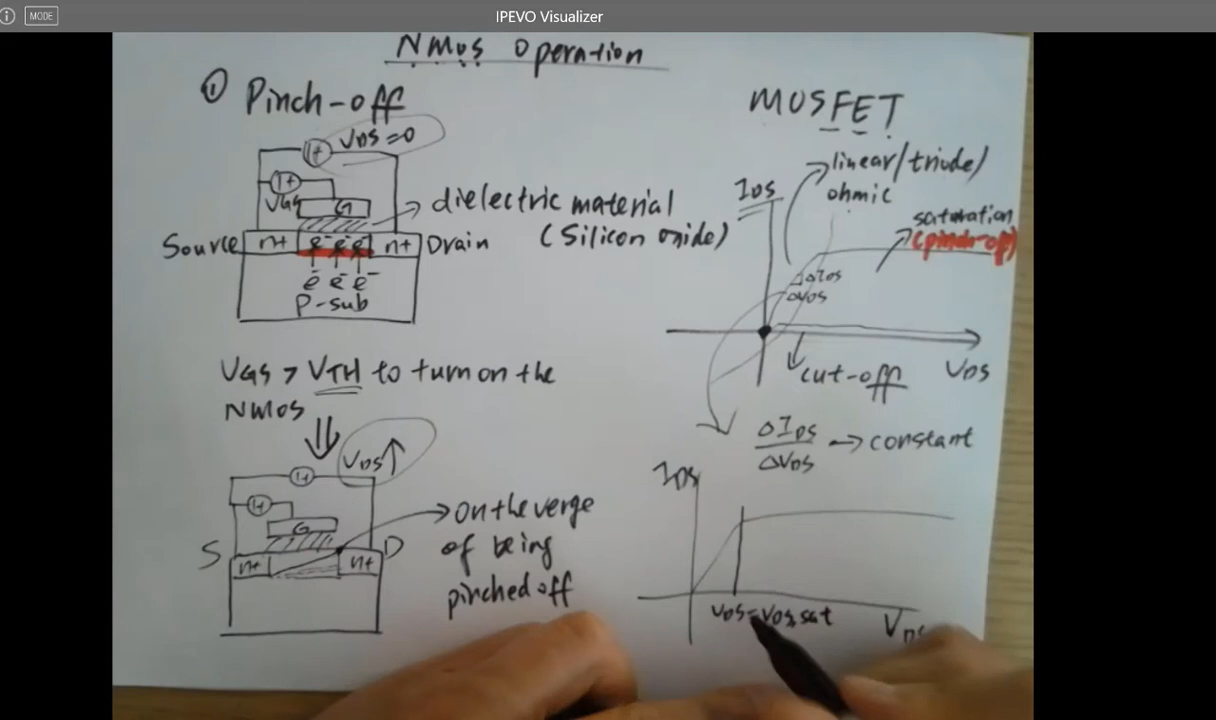 MODE
IPEVO Visualizer
NMOS Operation
① Pinch-off
VDS=0
VGS
G
dielectric material
(Silicon oxide)
Source n+ e⁻ e⁻ e⁻ n+ Drain
e⁻ e⁻ e⁻
P-sub
VGS > VTH to turn on the
NMOS
VDS↑
G
S n+ n+ D
on the verge
of being
pinched off
MOSFET
linear/triode/
ohmic
IDS
saturation
(pinch-off)
ΔIDS
ΔVDS
cut-off
VDS
ΔIDS
ΔVDS
→ constant
IDS
VDS=VDS,sat
VDS